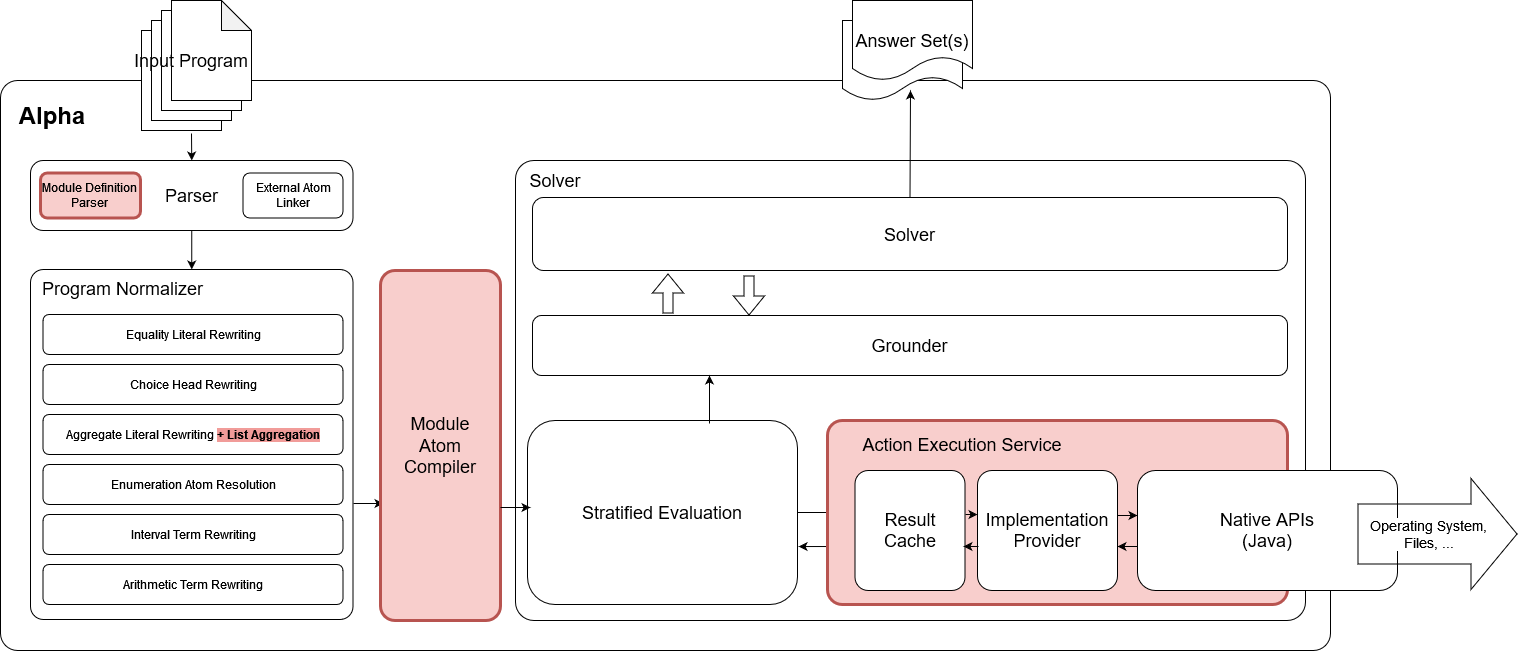 Input Program
Answer Set(s)
Alpha
Module Definition
Parser
Parser
External Atom
Linker
Solver
Solver
Program Normalizer
Equality Literal Rewriting
Choice Head Rewriting
Aggregate Literal Rewriting + List Aggregation
Enumeration Atom Resolution
Interval Term Rewriting
Arithmetic Term Rewriting
Module
Atom
Compiler
Grounder
Stratified Evaluation
Action Execution Service
Result
Cache
Implementation
Provider
Native APIs
(Java)
Operating System,
Files, ...